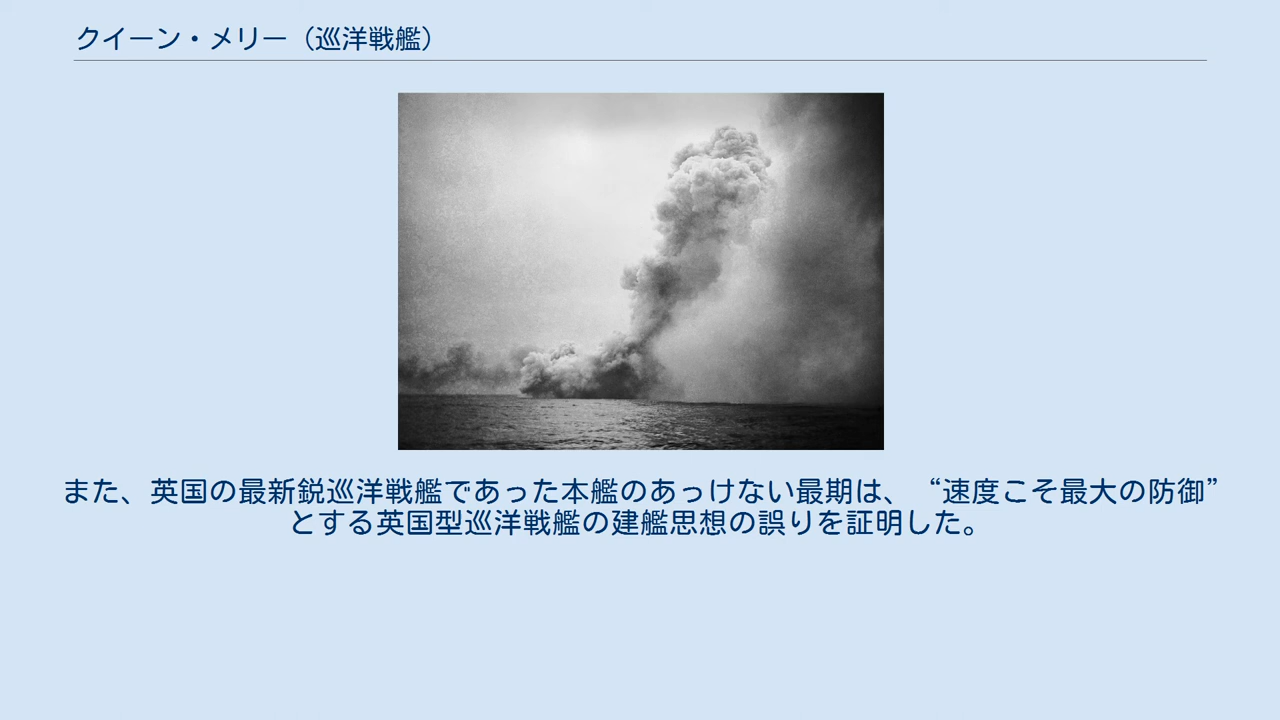 クイーン・メリー（巡洋戦艦）
また、英国の最新鋭巡洋戦艦であった本艦のあっけない最期は、“速度こそ最大の防御”
とする英国型巡洋戦艦の建艦思想の誤りを証明した。